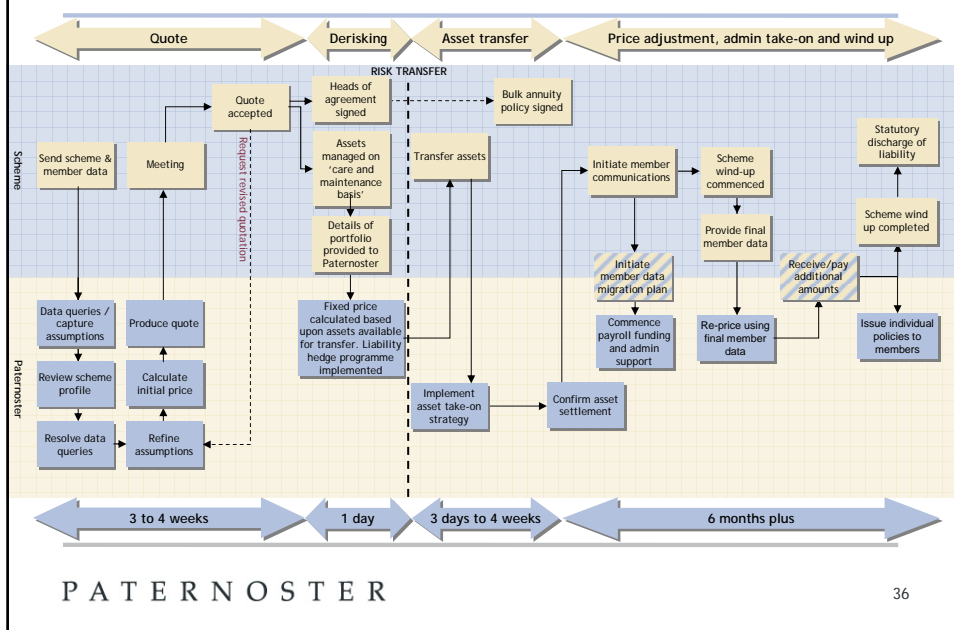 Quote
Derisking
Asset transfer
Price adjustment, admin take-on and wind up
RISK TRANSFER
Scheme
Send scheme &
member data
Meeting
Quote
accepted
Request revised quotation
Heads of
agreement
signed
Bulk annuity
policy signed
Assets
managed on
'care and
maintenance
basis'
Details of
portfolio
provided to
Paternoster
Transfer assets
Initiate member
communications
Scheme
wind-up
commenced
Provide final
member data
Statutory
discharge of
liability
Scheme wind
up completed
Initiate
member data
migration plan
Receive/pay
additional
amounts
Paternoster
Data queries /
capture
assumptions
Review scheme
profile
Resolve data
queries
Produce quote
Calculate
initial price
Refine
assumptions
Fixed price
calculated based
upon assets available
for transfer. Liability
hedge programme
implemented
Implement
asset take-on
strategy
Confirm asset
settlement
Commence
payroll funding
and admin
support
Re-price using
final member
data
Issue individual
policies to
members
3 to 4 weeks
1 day
3 days to 4 weeks
6 months plus
PATERNOSTER
36